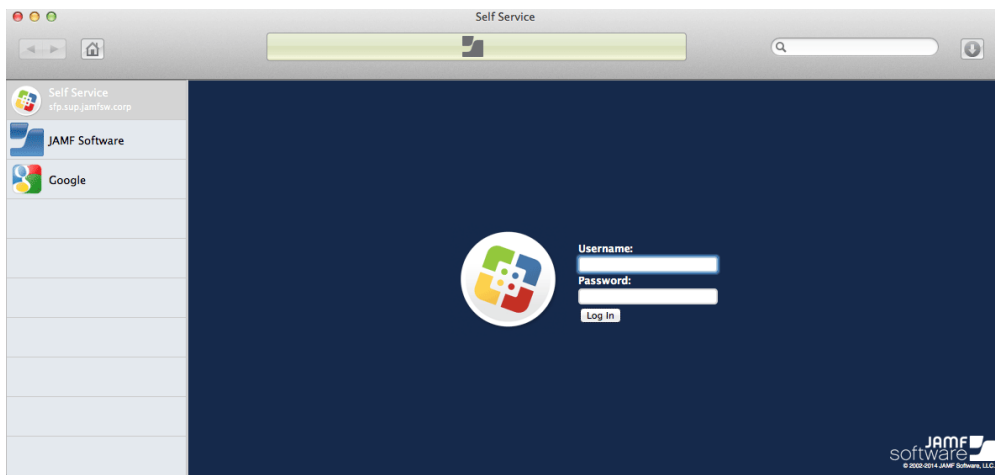 Self Service
Self Service
sfp.sup.jamfsw.corp
JAMF Software
Google
Username:
Password:
Log In
JAMF
software
© 2002-2014 JAMF Software, LLC.